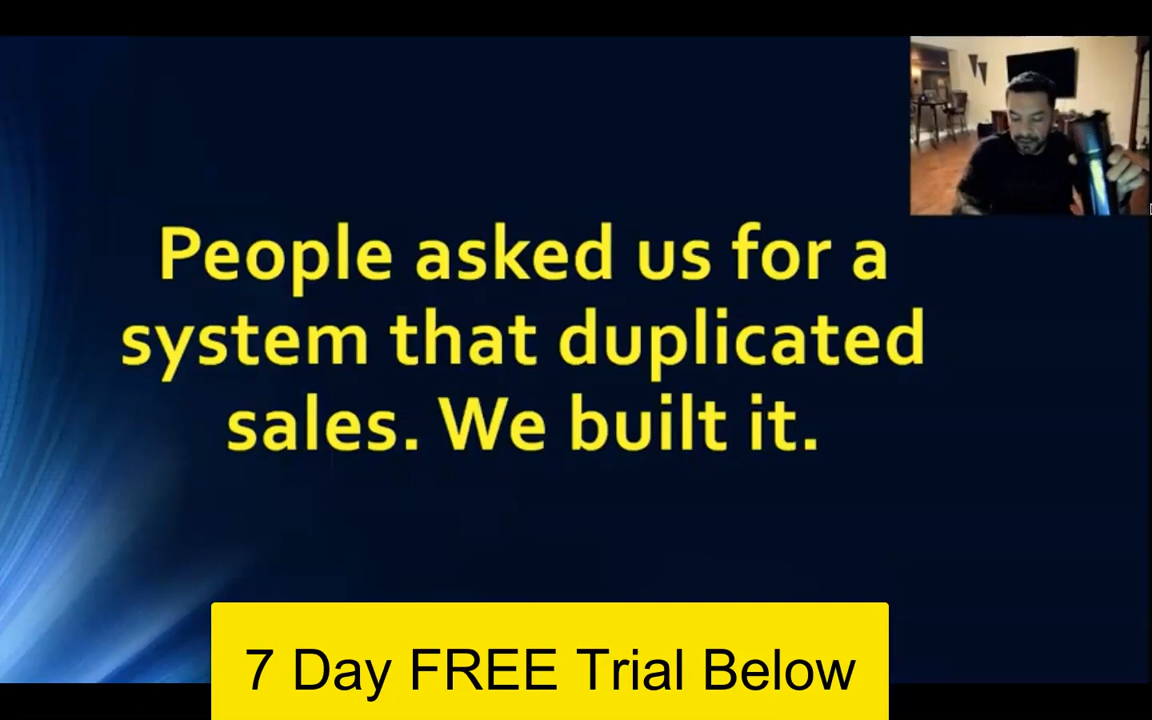 People asked us for a
system that duplicated
sales. We built it.
7 Day FREE Trial Below